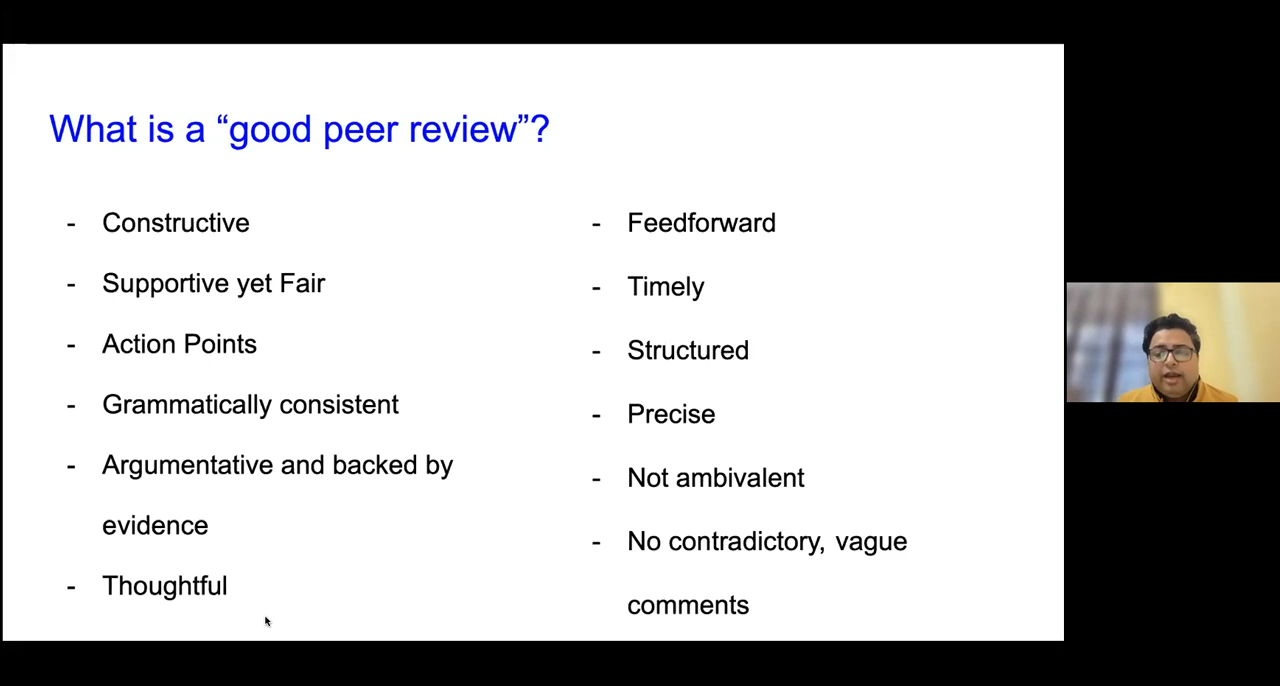 What is a “good peer review”?
- Constructive
- Supportive yet Fair
- Action Points
- Grammatically consistent
- Argumentative and backed by
evidence
- Thoughtful
- Feedforward
- Timely
- Structured
- Precise
- Not ambivalent
- No contradictory, vague
comments